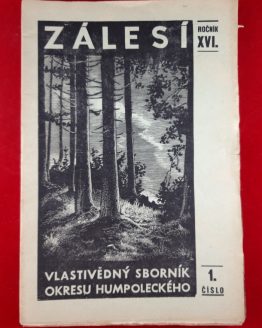 ZÁLESÍ
ROČNÍK
XVI.
VLASTIVĚDNÝ SBORNÍK
OKRESU HUMPOLECKÉHO
1.
ČÍSLO